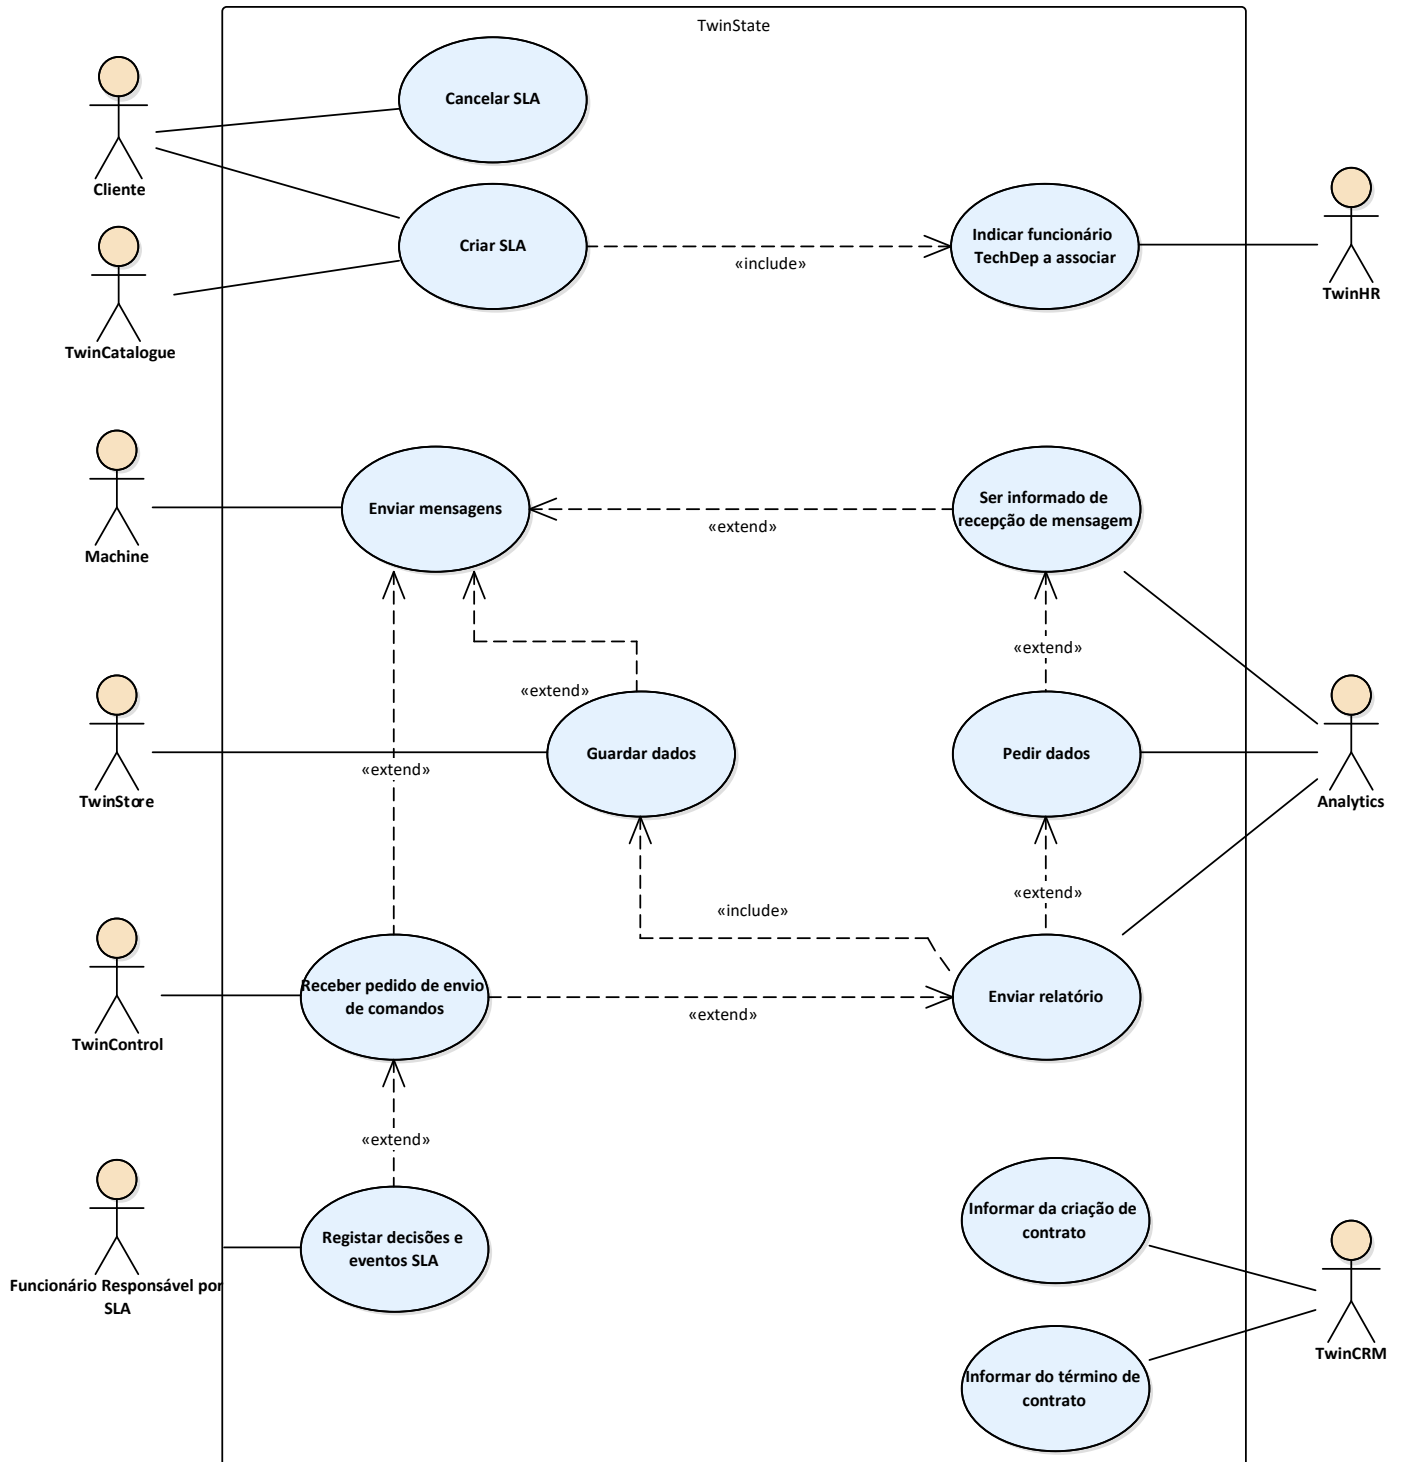 TwinState
Cancelar SLA
Cliente
Criar SLA
«include»
Indicar funcionário
TechDep a associar
TwinHR
TwinCatalogue
Machine
Enviar mensagens
«extend»
Ser informado de
recepção de mensagem
«extend»
«extend»
TwinStore
«extend»
Guardar dados
Pedir dados
Analytics
«include»
«extend»
TwinControl
Receber pedido de envio
de comandos
«extend»
Enviar relatório
«extend»
Funcionário Responsável por
SLA
Registar decisões e
eventos SLA
Informar da criação de
contrato
Informar do término de
contrato
TwinCRM